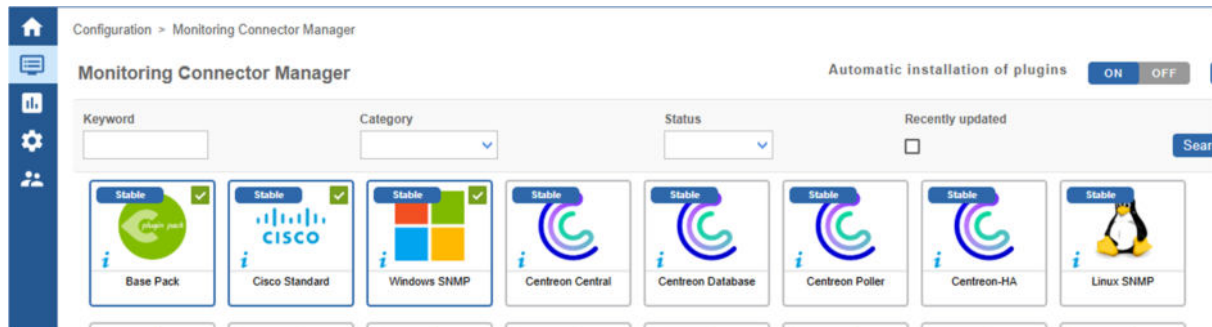 Configuration > Monitoring Connector Manager
Monitoring Connector Manager
Automatic installation of plugins ON OFF
Keyword Category Status Recently updated
Stable Stable Stable Stable Stable Stable Stable Stable
plugin pack
CISCO
Base Pack Cisco Standard Windows SNMP Centreon Central Centreon Database Centreon Poller Centreon-HA Linux SNMP